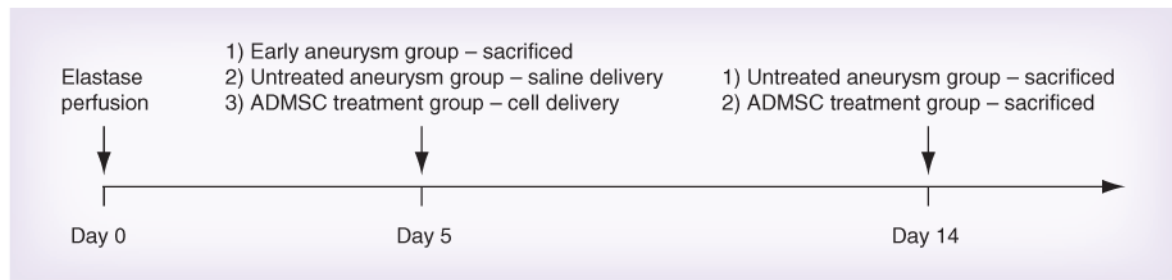 Elastase
perfusion
1) Early aneurysm group – sacrificed
2) Untreated aneurysm group – saline delivery
3) ADMSC treatment group – cell delivery
1) Untreated aneurysm group – sacrificed
2) ADMSC treatment group – sacrificed
Day 0
Day 5
Day 14